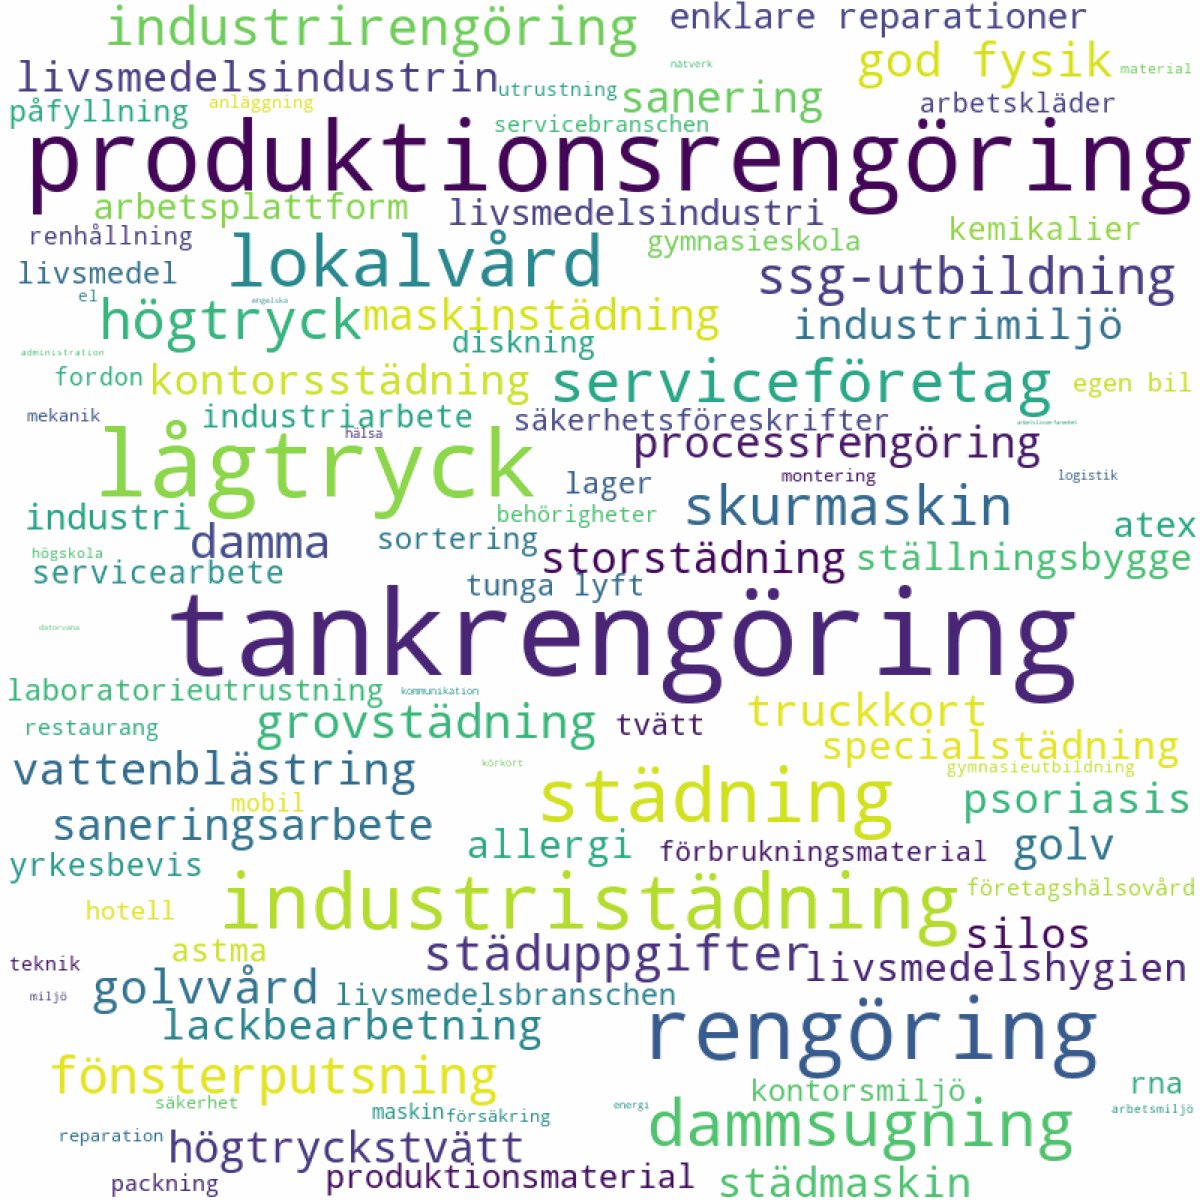 industrirengöring
enklare reparationer
livsmedelsindustrin
god fysik
nätverk
material
utrustning
sanering
anläggning
påfyllning
arbetskläder
servicebranschen
produktionsrengöring
arbetsplattform
livsmedelsindustri
renhållning
lokalvård
gymnasieskola
kemikalier
livsmedel
ssg-utbildning
el
engelska
högtryck
maskinstädning
industrimiljö
diskning
administration
fordon
kontorsstädning
serviceföretag
egen bil
mekanik
industriarbete
säkerhetsföreskrifter
hälsa
lågtryck
processrengöring
montering
logistik
lager
industri
behörigheter
skurmaskin
atex
damma
sortering
högskola
storstädning
ställningsbygge
servicearbete
tunga lyft
tankrengöring
datorvana
laboratorieutrustning
kommunikation
restaurang
grovstädning
tvätt
truckkort
specialstädning
vattenblästring
körkort
gymnasieutbildning
mobil
städning
psoriasis
saneringsarbete
allergi
förbrukningsmaterial
golv
yrkesbevis
industristädning
företagshälsovård
hotell
silos
astma
städuppgifter
teknik
livsmedelshygien
miljö
golvvård
livsmedelsbranschen
lackbearbetning
rengöring
fönsterputsning
kontorsmiljö
rna
säkerhet
maskin
försäkring
energi
arbetsmiljö
dammsugning
reparation
högtryckstvätt
packning
produktionsmaterial
städmaskin